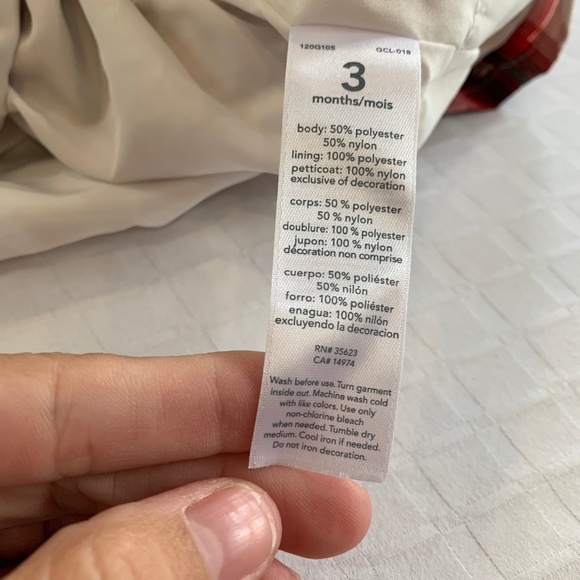 120G105 GCL-018
3
months/mois
body: 50% polyester
50% nylon
lining: 100% polyester
petticoat: 100% nylon
exclusive of decoration
corps: 50 % polyester
50 % nylon
doublure: 100 % polyester
jupon: 100 % nylon
décoration non comprise
cuerpo: 50% poliéster
50% nilón
forro: 100% poliéster
enagua: 100% nilón
excluyendo la decoracion
RN# 35623
CA# 14974
Wash before use. Turn garment
inside out. Machine wash cold
with like colors. Use only
non-chlorine bleach
when needed. Tumble dry
medium. Cool iron if needed.
Do not iron decoration.